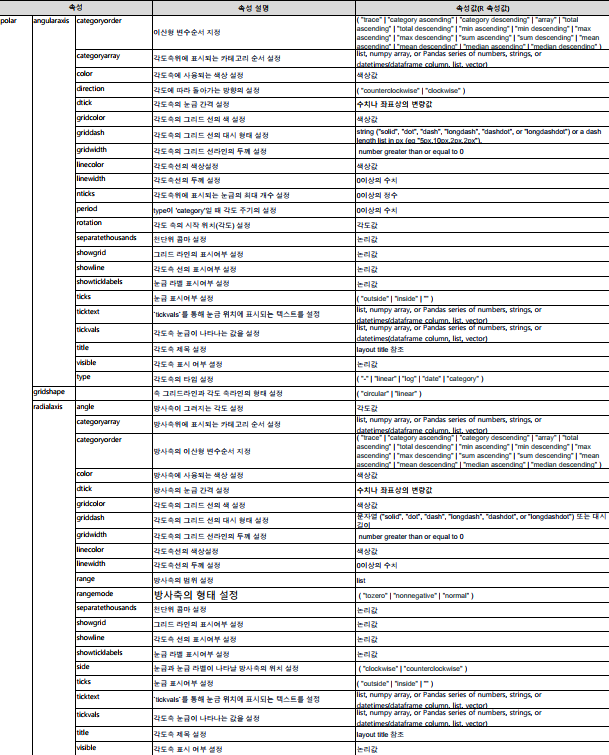 속성 속성 설명 속성값(R 속성값)
polar angularaxis categoryorder 이산형 변수순서 지정 ( "trace" | "category ascending" | "category descending" | "array" | "total
ascending" | "total descending" | "min ascending" | "min descending" | "max
ascending" | "max descending" | "sum ascending" | "sum descending" | "mean
ascending" | "mean descending" | "median ascending" | "median descending" )
categoryarray 각도축위에 표시되는 카테고리 순서 설정 list, numpy array, or Pandas series of numbers, strings, or
datetimes(dataframe column, list, vector)
color 각도축에 사용되는 색상 설정 색상값
direction 각도에 따라 돌아가는 방향의 설정 ( "counterclockwise" | "clockwise" )
dtick 각도축의 눈금 간격 설정 수치나 좌표상의 변량값
gridcolor 각도축의 그리드 선의 색 설정 색상값
griddash 각도축의 그리드 선의 대시 형태 설정 string ("solid", "dot", "dash", "longdash", "dashdot", or "longdashdot") or a dash
length list in px (eg "5px,10px,2px,2px").
gridwidth 각도축의 그리드 선라인의 두께 설정 number greater than or equal to 0
linecolor 각도축선의 색상설정 색상값
linewidth 각도축선의 두께 설정 0이상의 수치
nticks 각도축위에 표시되는 눈금의 최대 개수 설정 0이상의 정수
period type이 'category'일 때 각도 주기의 설정 0이상의 수치
rotation 각도 축의 시작 위치(각도) 설정 각도값
separatethousands 천단위 콤마 설정 논리값
showgrid 그리드 라인의 표시여부 설정 논리값
showline 각도축 선의 표시여부 설정 논리값
showticklabels 눈금 라벨 표시여부 설정 논리값
ticks 눈금 표시여부 설정 ( "outside" | "inside" | "" )
ticktext 'tickvals'를 통해 눈금 위치에 표시되는 텍스트를 설정 list, numpy array, or Pandas series of numbers, strings, or
datetimes(dataframe column, list, vector)
tickvals 각도축 눈금이 나타나는 값을 설정 list, numpy array, or Pandas series of numbers, strings, or
datetimes(dataframe column, list, vector)
title 각도축 제목 설정 layout title 참조
visible 각도축 표시 여부 설정 논리값
type 각도축의 타입 설정 ( "-" | "linear" | "log" | "date" | "category" )
gridshape 축 그리드라인과 각도 축라인의 형태 설정 ( "circular" | "linear" )
radialaxis angle 방사축이 그려지는 각도 설정 각도값
categoryarray 방사축위에 표시되는 카테고리 순서 설정 list, numpy array, or Pandas series of numbers, strings, or
datetimes(dataframe column, list, vector)
categoryorder 방사축의 이산형 변수순서 지정 ( "trace" | "category ascending" | "category descending" | "array" | "total
ascending" | "total descending" | "min ascending" | "min descending" | "max
ascending" | "max descending" | "sum ascending" | "sum descending" | "mean
ascending" | "mean descending" | "median ascending" | "median descending" )
color 방사축에 사용되는 색상 설정 색상값
dtick 방사축의 눈금 간격 설정 수치나 좌표상의 변량값
gridcolor 각도축의 그리드 선의 색 설정 색상값
griddash 각도축의 그리드 선의 대시 형태 설정 문자열 ("solid", "dot", "dash", "longdash", "dashdot", or "longdashdot") 또는 대시
길이
gridwidth 각도축의 그리드 선라인의 두께 설정 number greater than or equal to 0
linecolor 각도축선의 색상설정 색상값
linewidth 각도축선의 두께 설정 0이상의 수치
range 방사축의 범위 설정 list
rangemode 방사축의 형태 설정 ( "tozero" | "nonnegative" | "normal" )
separatethousands 천단위 콤마 설정 논리값
showgrid 그리드 라인의 표시여부 설정 논리값
showline 각도축 선의 표시여부 설정 논리값
showticklabels 눈금 라벨 표시여부 설정 논리값
side 눈금과 눈금 라벨이 나타날 방사축의 위치 설정 ( "clockwise" | "counterclockwise" )
ticks 눈금 표시여부 설정 ( "outside" | "inside" | "" )
ticktext 'tickvals'를 통해 눈금 위치에 표시되는 텍스트를 설정 list, numpy array, or Pandas series of numbers, strings, or
datetimes(dataframe column, list, vector)
tickvals 각도축 눈금이 나타나는 값을 설정 list, numpy array, or Pandas series of numbers, strings, or
datetimes(dataframe column, list, vector)
title 각도축 제목 설정 layout title 참조
visible 각도축 표시 여부 설정 논리값